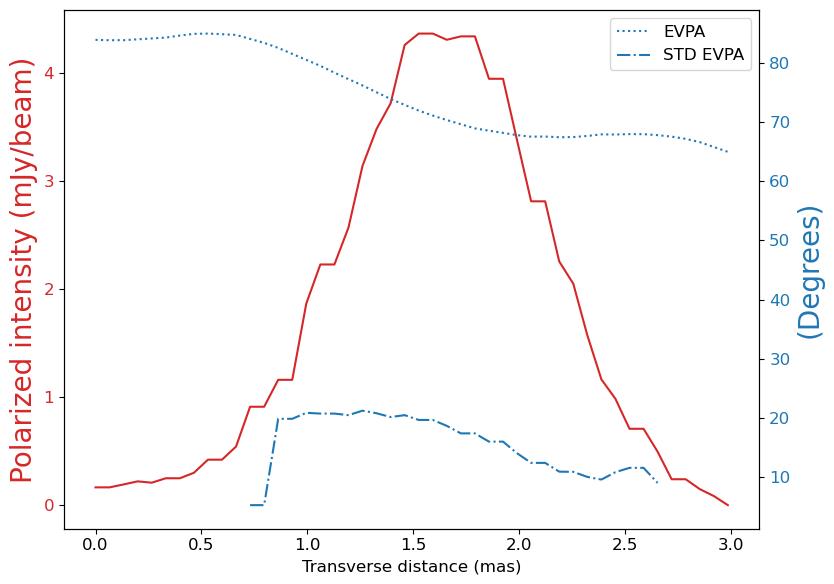 EVPA
STD EVPA
Polarized intensity (mJy/beam)
4
3
2
1
0
80
70
60
50
40
30
20
10
(Degrees)
0.0 0.5 1.0 1.5 2.0 2.5 3.0
Transverse distance (mas)